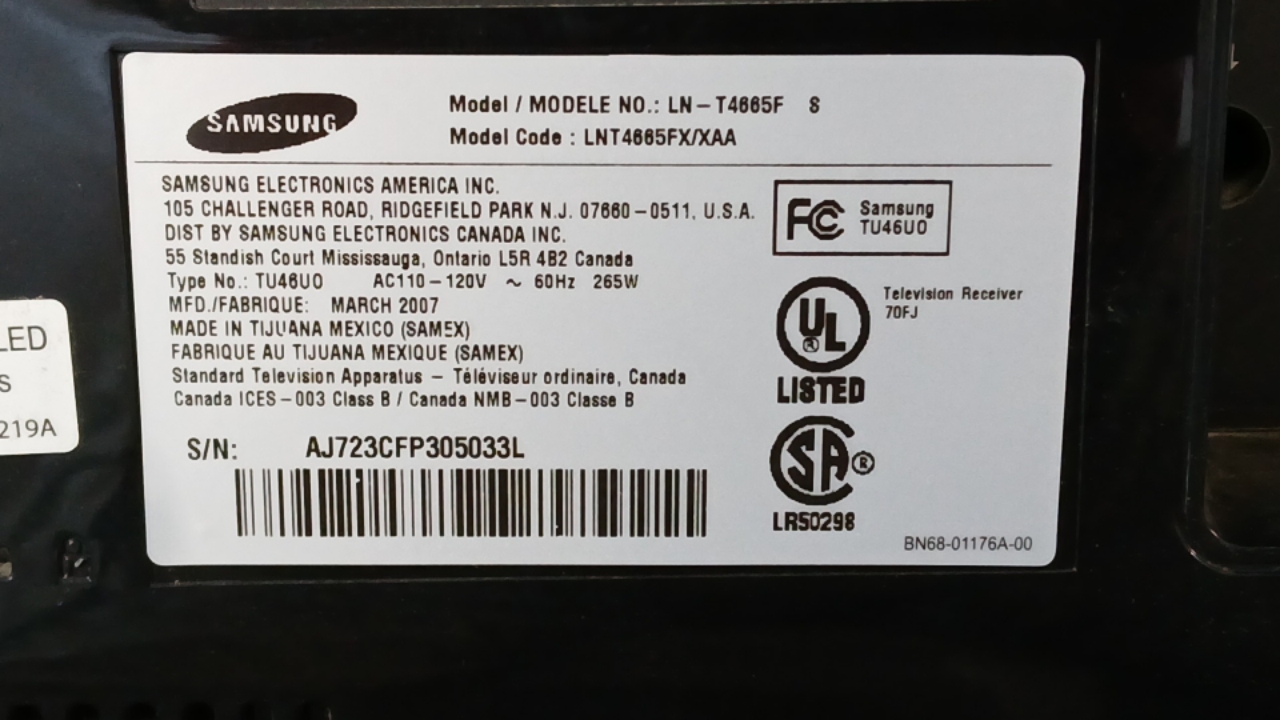 SAMSUNG
Model / MODELE NO.: LN-T4665F S
Model Code : LNT4665FX/XAA
SAMSUNG ELECTRONICS AMERICA INC.
105 CHALLENGER ROAD, RIDGEFIELD PARK N.J. 07660-0511, U.S.A.
DIST BY SAMSUNG ELECTRONICS CANADA INC.
55 Standish Court Mississauga, Ontario L5R 4B2 Canada
Type No.: TU46U0 AC110-120V ~ 60Hz 265W
MFD./FABRIQUE: MARCH 2007
MADE IN TIJUANA MEXICO (SAMEX)
FABRIQUE AU TIJUANA MEXIQUE (SAMEX)
Standard Television Apparatus - Téléviseur ordinaire, Canada
Canada ICES-003 Class B / Canada NMB-003 Classe B
S/N: AJ723CFP305033L
FC Samsung
TU46U0
UL ®
LISTED
Television Receiver
70FJ
SA ®
LR50298
BN68-01176A-00
LED
S
219A